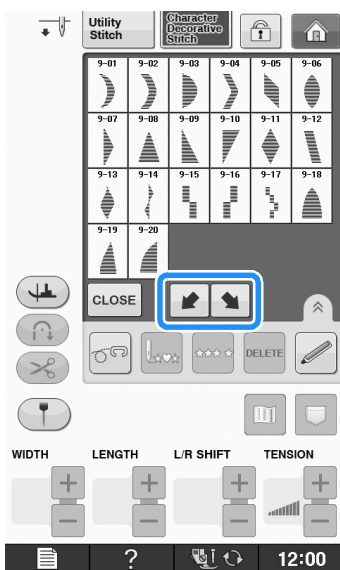 Utility
Stitch
Character
Decorative
Stitch
9-01 9-02 9-03 9-04 9-05 9-06
9-07 9-08 9-09 9-10 9-11 9-12
9-13 9-14 9-15 9-16 9-17 9-18
9-19 9-20
CLOSE
DELETE
WIDTH LENGTH L/R SHIFT TENSION
+ + + +
− − − −
? 12:00